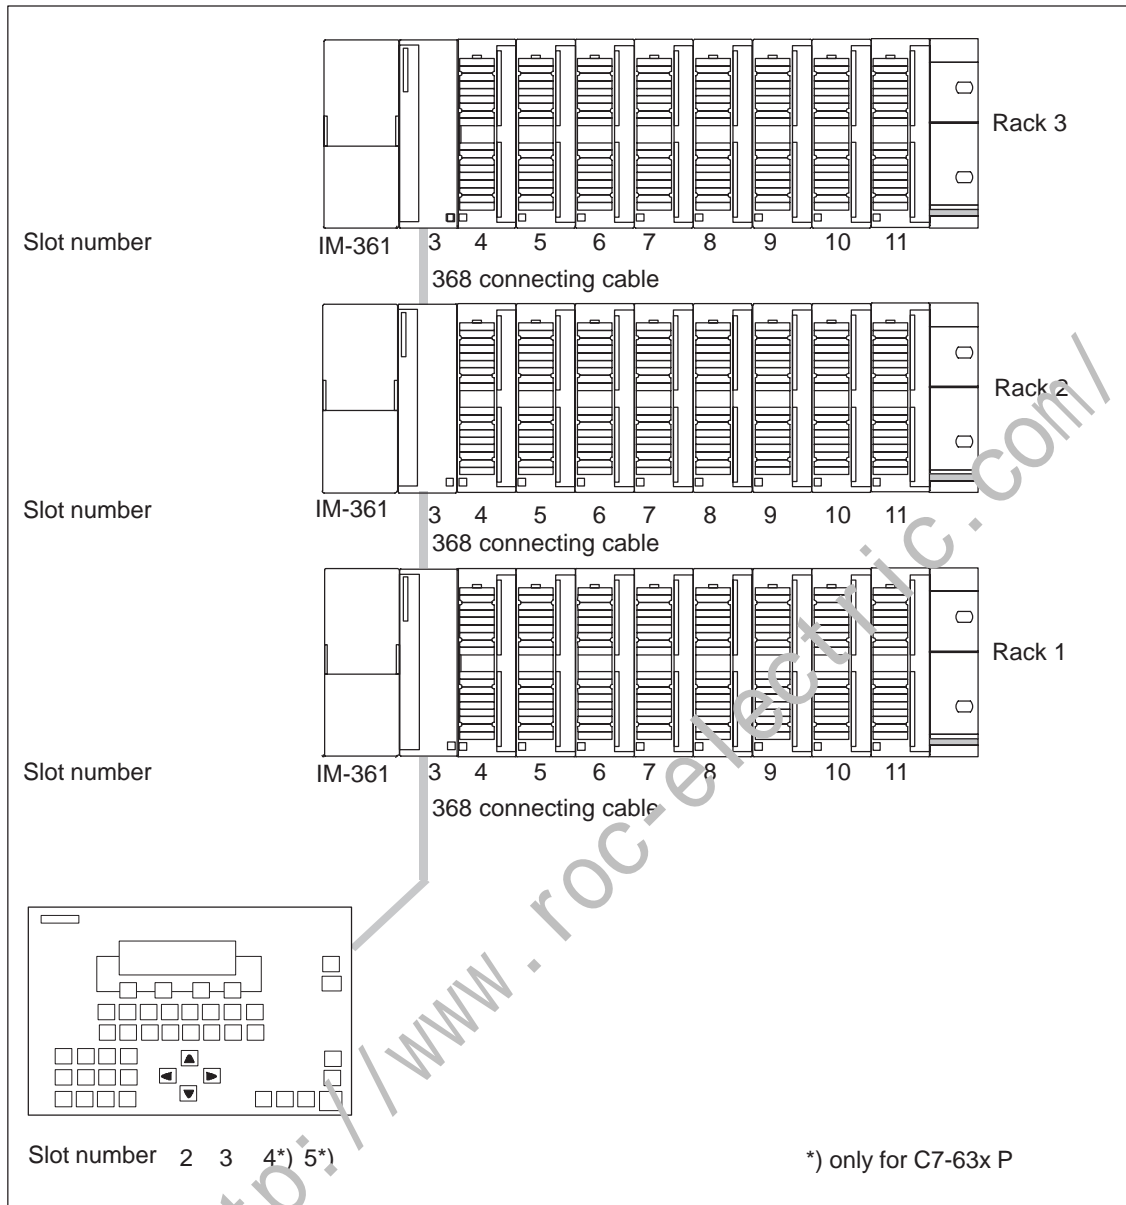 Rack 3
Slot number IM-361 3 4 5 6 7 8 9 10 11
368 connecting cable
Rack 2
Slot number IM-361 3 4 5 6 7 8 9 10 11
368 connecting cable
Rack 1
Slot number IM-361 3 4 5 6 7 8 9 10 11
368 connecting cable
Slot number 2 3 4*) 5*)
*) only for C7-63x P
tp://www.roc-electric.com/